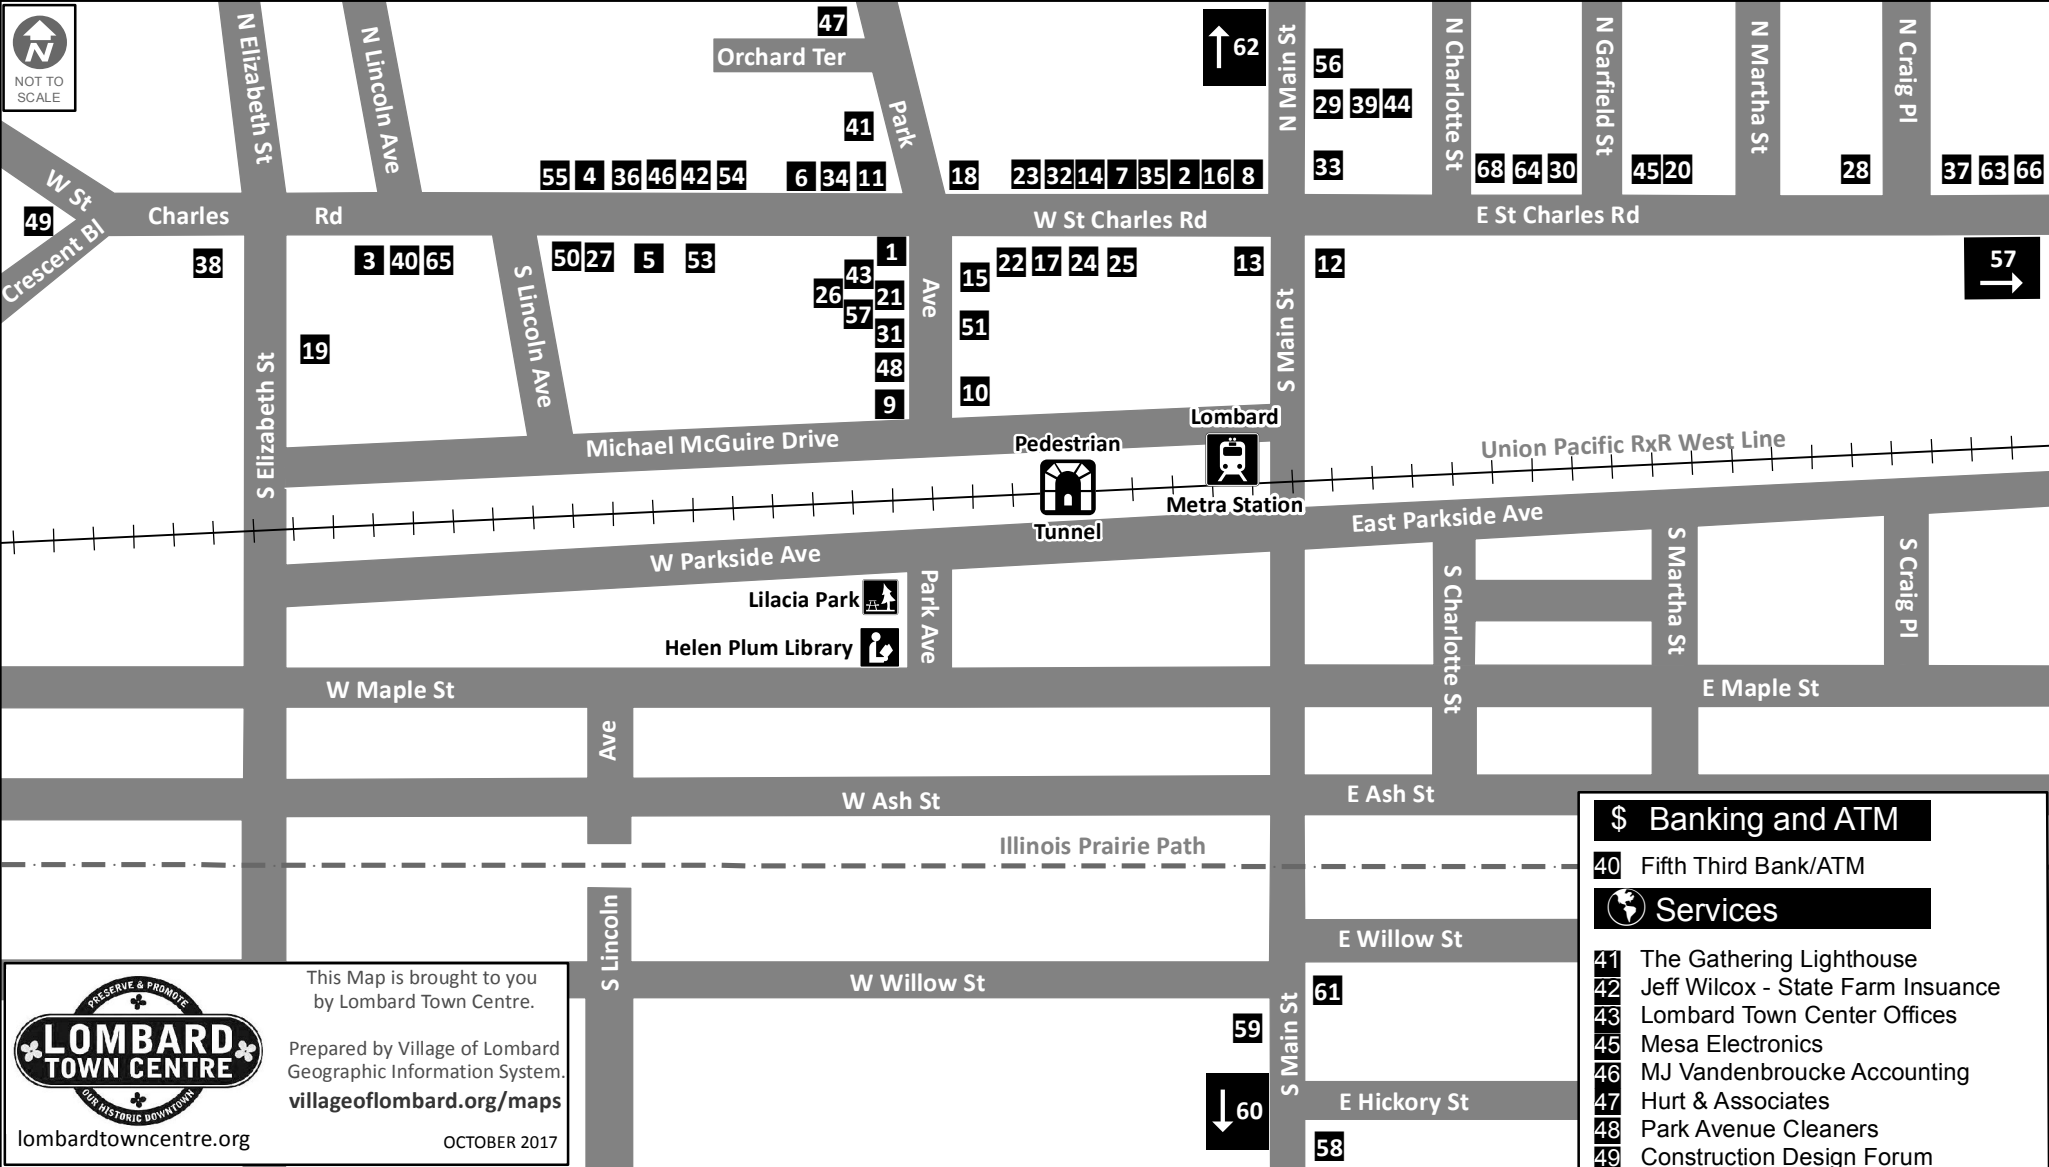 N
NOT TO
SCALE
N Elizabeth St
N Lincoln Ave
47
Orchard Ter
Park
41
↑ 62
N Main St
56
29 39 44
33
N Charlotte St
N Garfield St
N Martha St
N Craig Pl
55 4 36 46 42 54
6 34 11
18
23 32 14 7 35 2 16 8
68 64 30
45 20
28
37 63 66
W St
Charles
Rd
W St Charles Rd
E St Charles Rd
49
Crescent Bl
38
3 40 65
50 27
5
53
1
43
26
21
57
31
48
9
Ave
15
22 17 24 25
51
10
13
12
57
→
19
S Elizabeth St
S Lincoln Ave
S Main St
Michael McGuire Drive
Lombard
Metra Station
Pedestrian
Tunnel
Union Pacific RxR West Line
W Parkside Ave
East Parkside Ave
Lilacia Park
Helen Plum Library
Park Ave
S Charlotte St
S Martha St
S Craig Pl
W Maple St
E Maple St
Ave
W Ash St
E Ash St
Illinois Prairie Path
S Lincoln
W Willow St
E Willow St
61
59
S Main St
↓ 60
E Hickory St
58
PRESERVE & PROMOTE
LOMBARD
TOWN CENTRE
OUR HISTORIC DOWNTOWN
lombardtowncentre.org
This Map is brought to you
by Lombard Town Centre.
Prepared by Village of Lombard
Geographic Information System.
villageoflombard.org/maps
OCTOBER 2017
$ Banking and ATM
40 Fifth Third Bank/ATM
Services
41 The Gathering Lighthouse
42 Jeff Wilcox - State Farm Insuance
43 Lombard Town Center Offices
45 Mesa Electronics
46 MJ Vandenbroucke Accounting
47 Hurt & Associates
48 Park Avenue Cleaners
49 Construction Design Forum